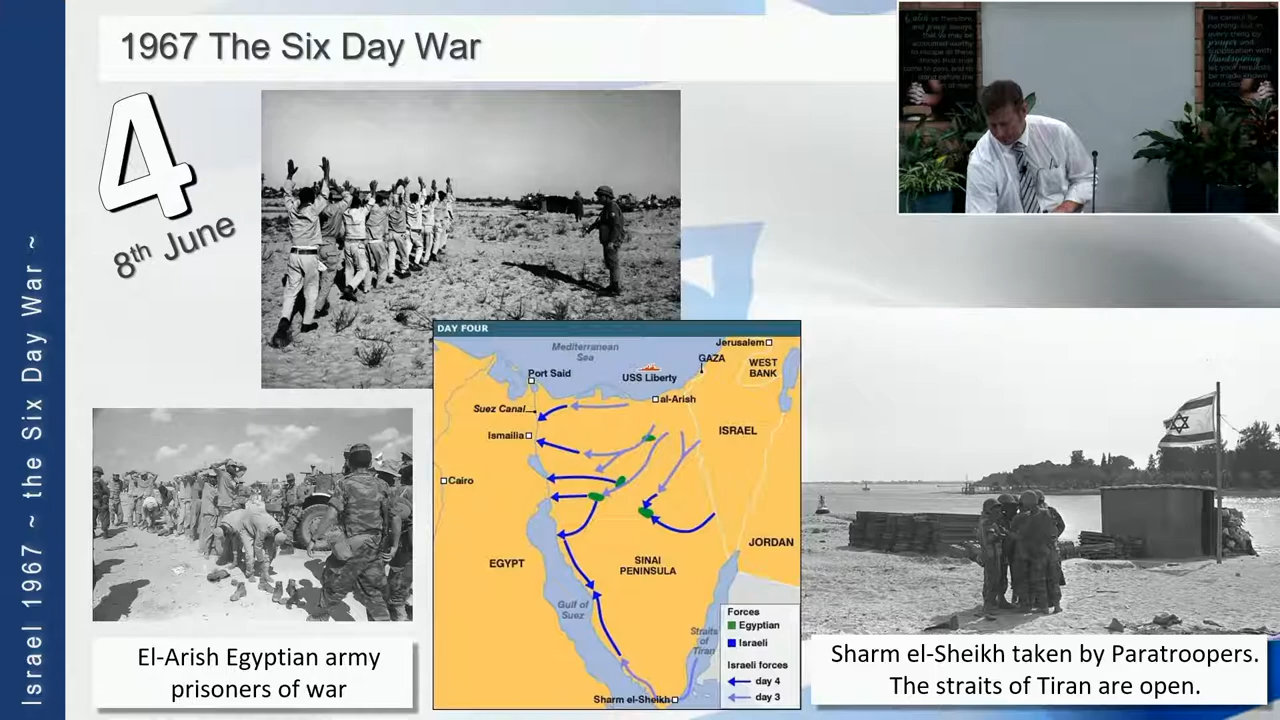 1967 The Six Day War
4
8th June
Israel 1967 ~ the Six Day War ~
DAY FOUR
Mediterranean
Sea
Jerusalem
GAZA
WEST
BANK
Port Said
USS Liberty
al-Arish
Suez Canal
ISRAEL
Ismailia
Cairo
JORDAN
EGYPT
SINAI
PENINSULA
Gulf of
Suez
Straits
of
Tiran
Forces
Egyptian
Israeli
Israeli forces
day 4
day 3
Sharm el-Sheikh
El-Arish Egyptian army
prisoners of war
Sharm el-Sheikh taken by Paratroopers.
The straits of Tiran are open.
prayer and
thanksgiving